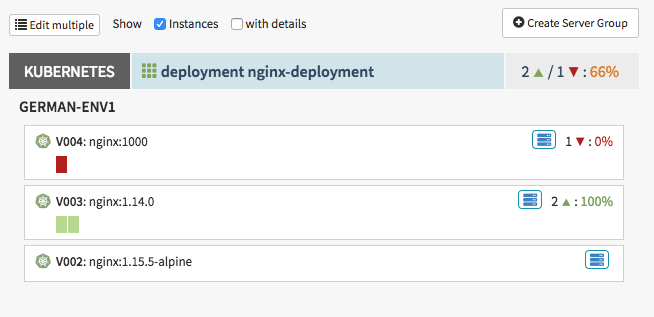 Edit multiple Show Instances with details Create Server Group
KUBERNETES deployment nginx-deployment 2 ▲ / 1 ▼ : 66%
GERMAN-ENV1
V004: nginx:1000 1 ▼ : 0%
V003: nginx:1.14.0 2 ▲ : 100%
V002: nginx:1.15.5-alpine